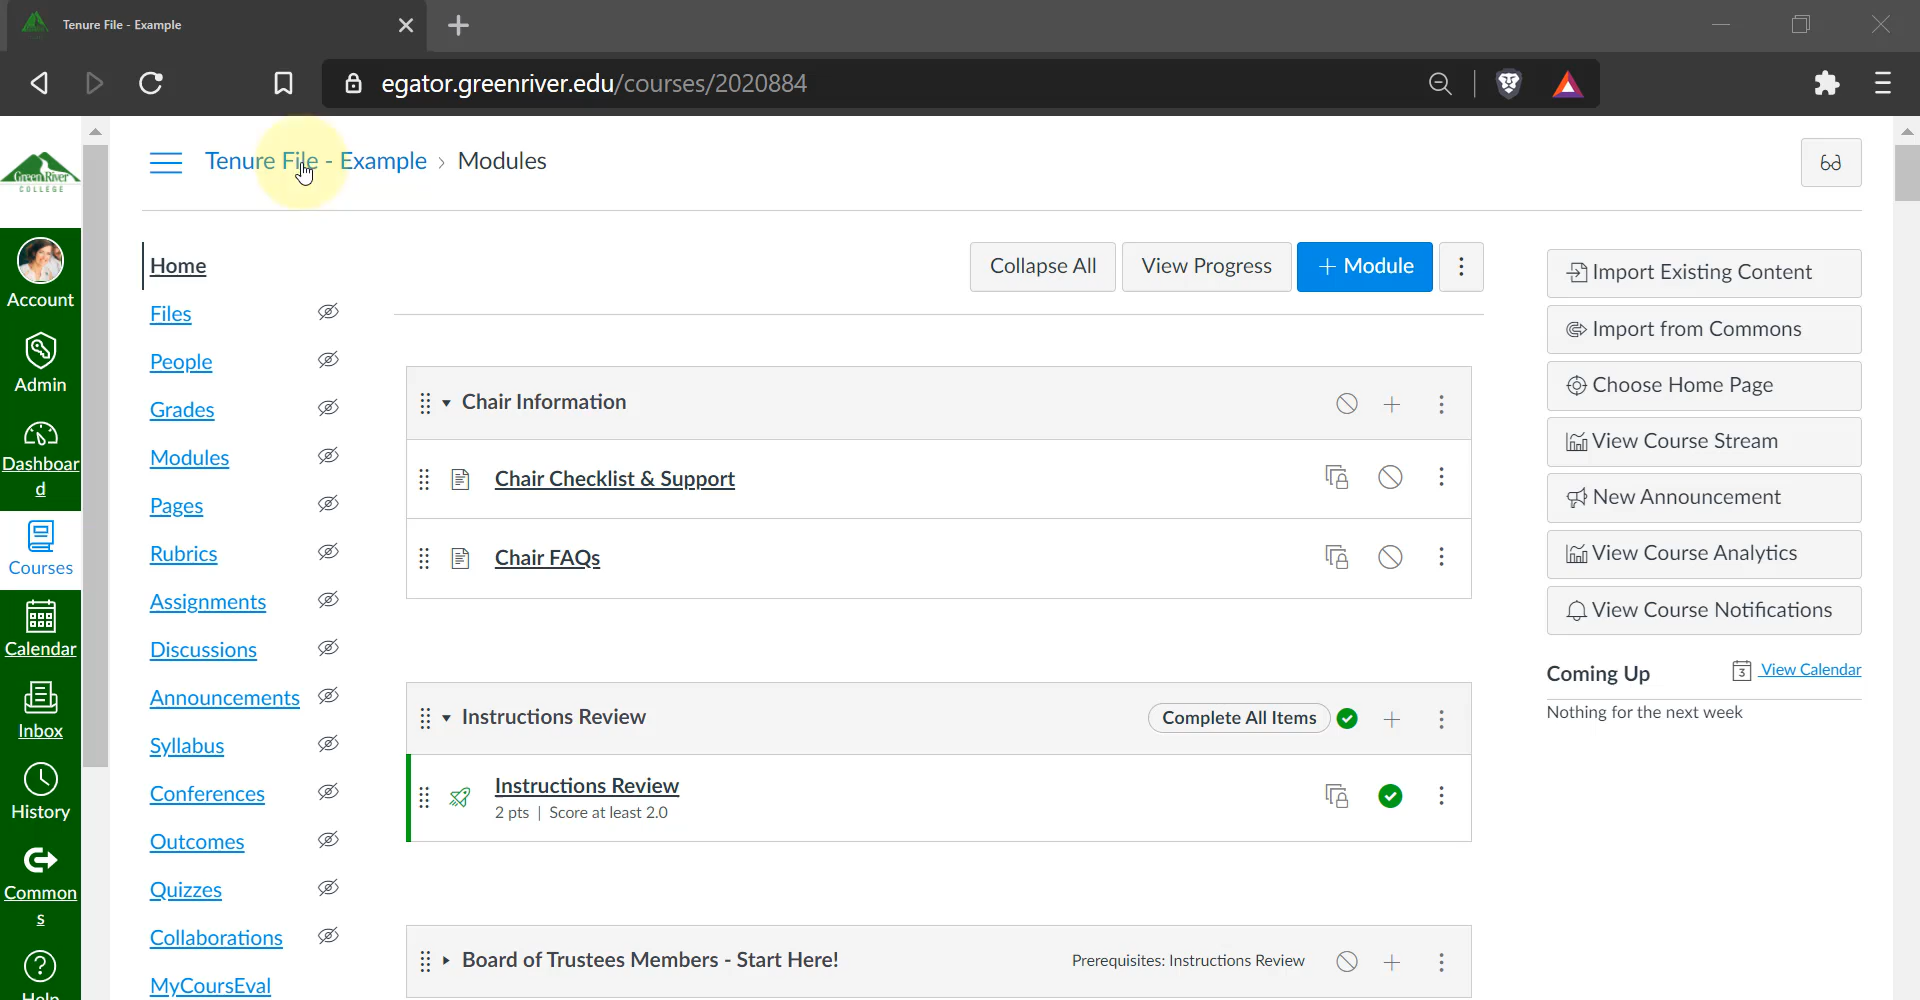 Tenure File - Example
egator.greenriver.edu/courses/2020884
Green River
COLLEGE
Tenure File - Example › Modules
Account
Admin
Dashboar
d
Courses
Calendar
Inbox
History
Common
s
Help
Home
Files
People
Grades
Modules
Pages
Rubrics
Assignments
Discussions
Announcements
Syllabus
Conferences
Outcomes
Quizzes
Collaborations
MyCoursEval
Collapse All
View Progress
+ Module
Chair Information
Chair Checklist & Support
Chair FAQs
Instructions Review
Complete All Items
Instructions Review
2 pts | Score at least 2.0
Board of Trustees Members - Start Here!
Prerequisites: Instructions Review
Import Existing Content
Import from Commons
Choose Home Page
View Course Stream
New Announcement
View Course Analytics
View Course Notifications
Coming Up
3 View Calendar
Nothing for the next week